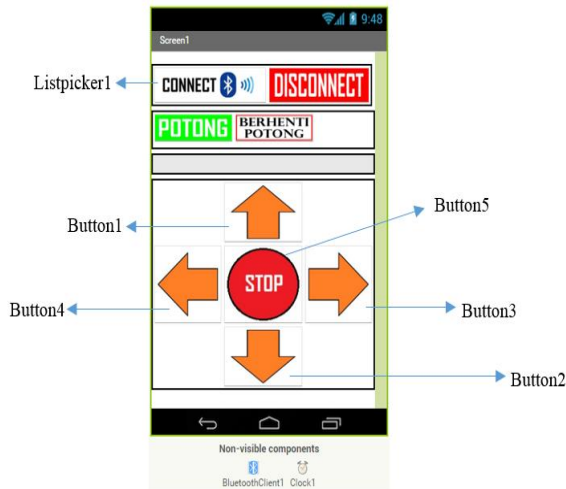 9:48
Screen1
Listpicker1
CONNECT
DISCONNECT
POTONG
BERHENTI
POTONG
Button1
Button5
STOP
Button4
Button3
Button2
Non-visible components
BluetoothClient1 Clock1